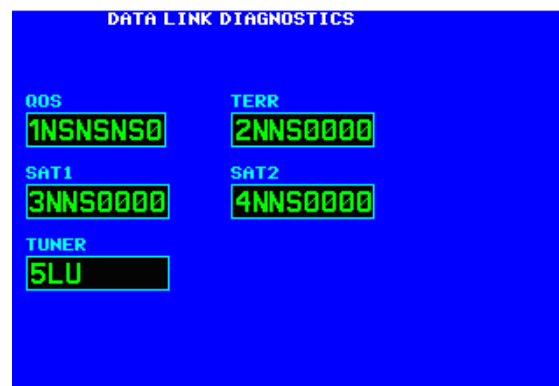 DATA LINK DIAGNOSTICS
QOS TERR
1NSNSNS0 2NNS0000
SAT1 SAT2
3NNS0000 4NNS0000
TUNER
5LU